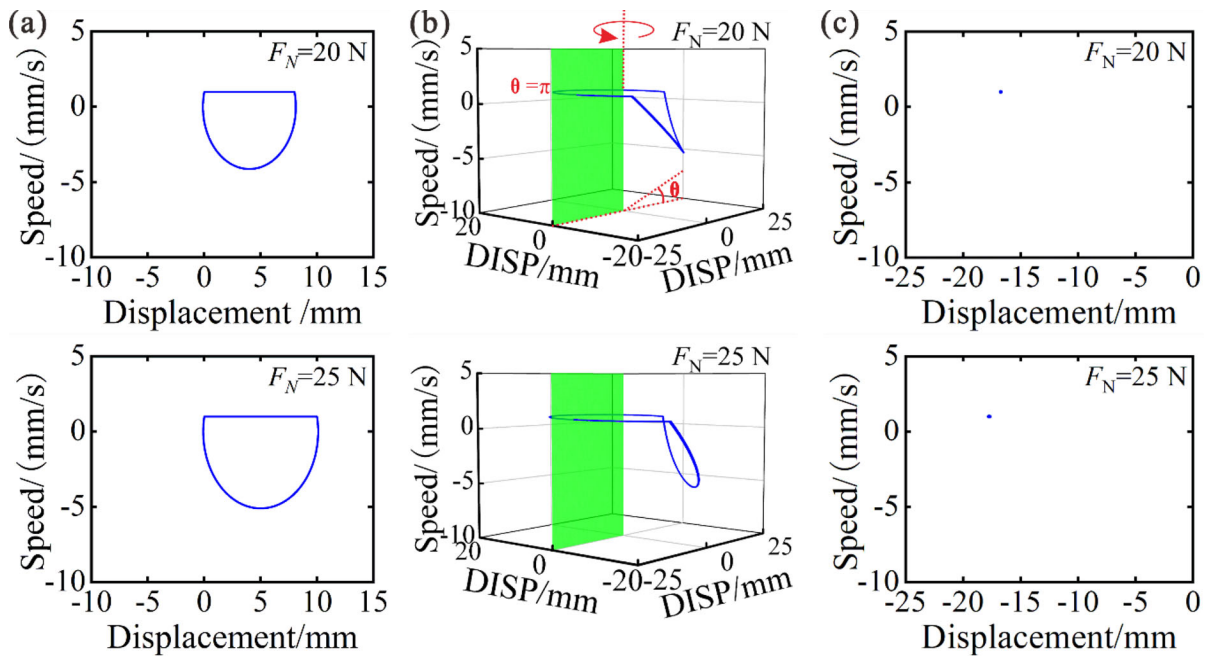 (a)
5
0
-5
-10
Speed/(mm/s)
F_N=20 N
-10 -5 0 5 10 15
Displacement /mm
(b)
5
0
-5
-10
Speed/(mm/s)
F_N=20 N
θ =π
θ
20 0 -20
DISP/mm
-25 0 25
DISP/mm
(c)
5
0
-5
-10
Speed/(mm/s)
F_N=20 N
-25 -20 -15 -10 -5 0
Displacement/mm
5
0
-5
-10
Speed/(mm/s)
F_N=25 N
-10 -5 0 5 10 15
Displacement/mm
5
0
-5
-10
Speed/(mm/s)
F_N=25 N
20 0 -20
DISP/mm
-25 0 25
DISP/mm
5
0
-5
-10
Speed/(mm/s)
F_N=25 N
-25 -20 -15 -10 -5 0
Displacement/mm